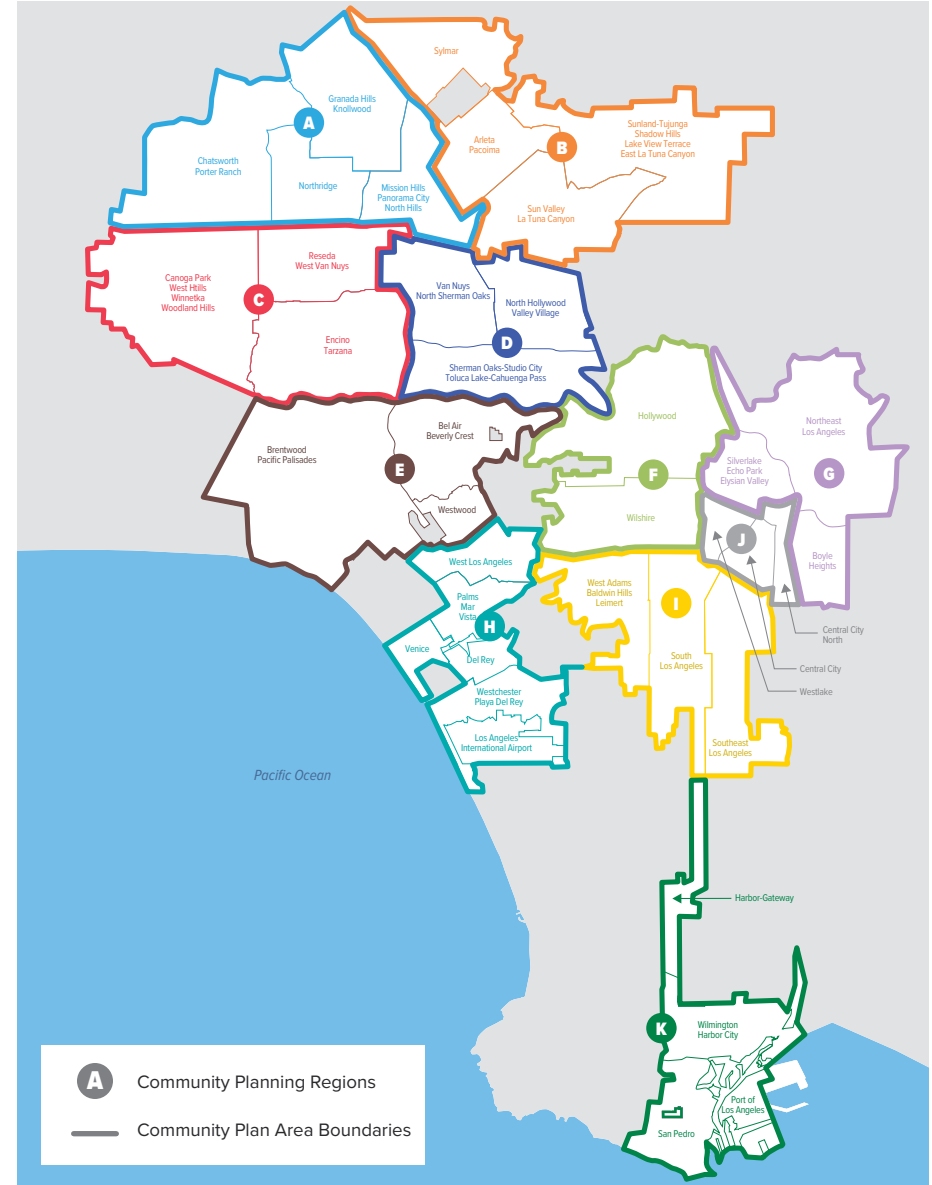 Sylmar
Granada Hills
Knollwood
A
Chatsworth
Porter Ranch
Northridge
Mission Hills
Panorama City
North Hills
Arleta
Pacoima
B
Sunland-Tujunga
Shadow Hills
Lake View Terrace
East La Tuna Canyon
Sun Valley
La Tuna Canyon
Canoga Park
West Htills
Winnetka
Woodland Hills
Reseda
West Van Nuys
C
Encino
Tarzana
Van Nuys
North Sherman Oaks
North Hollywood
Valley Village
D
Sherman Oaks-Studio City
Toluca Lake-Cahuenga Pass
Brentwood
Pacific Palisades
Bel Air
Beverly Crest
E
Westwood
Hollywood
F
Wilshire
Northeast
Los Angeles
Silverlake
Echo Park
Elysian Valley
G
Boyle
Heights
J
West Los Angeles
Palms
Mar
Vista
H
Venice
Del Rey
Westchester
Playa Del Rey
Los Angeles
International Airport
West Adams
Baldwin Hills
Leimert
I
South
Los Angeles
Southeast
Los Angeles
Central City
North
Central City
Westlake
Pacific Ocean
Harbor-Gateway
K
Wilmington
Harbor City
Port of
Los Angeles
San Pedro
A
Community Planning Regions
Community Plan Area Boundaries